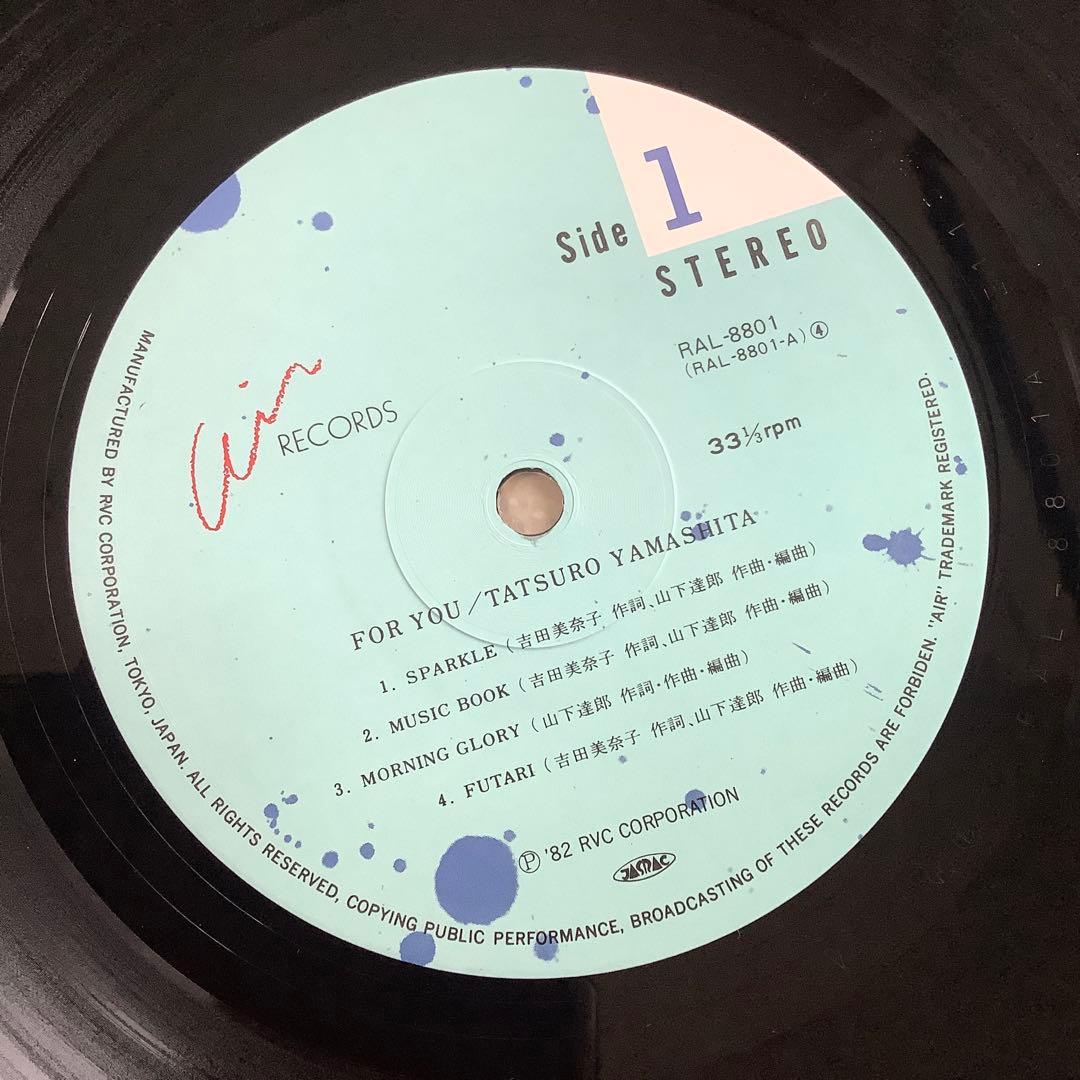 Side 1
STEREO
RAL-8801
(RAL-8801-A)④
33⅓rpm
Air
RECORDS
FOR YOU/TATSURO YAMASHITA
1. SPARKLE (吉田美奈子 作詞、山下達郎 作曲・編曲)
2. MUSIC BOOK (吉田美奈子 作詞、山下達郎 作曲・編曲)
3. MORNING GLORY (山下達郎 作詞・作曲・編曲)
4. FUTARI (吉田美奈子 作詞、山下達郎 作曲・編曲)
Ⓟ '82 RVC CORPORATION
JASRAC
MANUFACTURED BY RVC CORPORATION, TOKYO, JAPAN. ALL RIGHTS RESERVED, COPYING PUBLIC PERFORMANCE, BROADCASTING OF THESE RECORDS ARE FORBIDEN. "AIR" TRADEMARK REGISTERED.